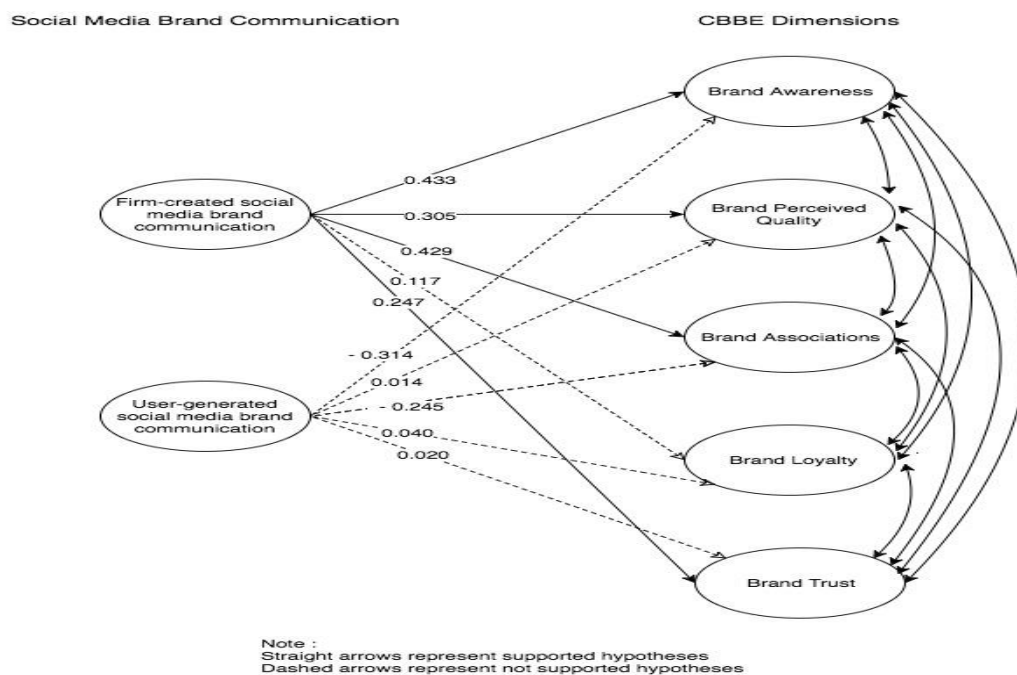 Social Media Brand Communication
CBBE Dimensions
Brand Awareness
Firm-created social
media brand
communication
Brand Perceived
Quality
0.433
0.305
0.429
0.117
0.247
Brand Associations
- 0.314
0.014
- 0.245
0.040
0.020
User-generated
social media brand
communication
Brand Loyalty
Brand Trust
Note :
Straight arrows represent supported hypotheses
Dashed arrows represent not supported hypotheses